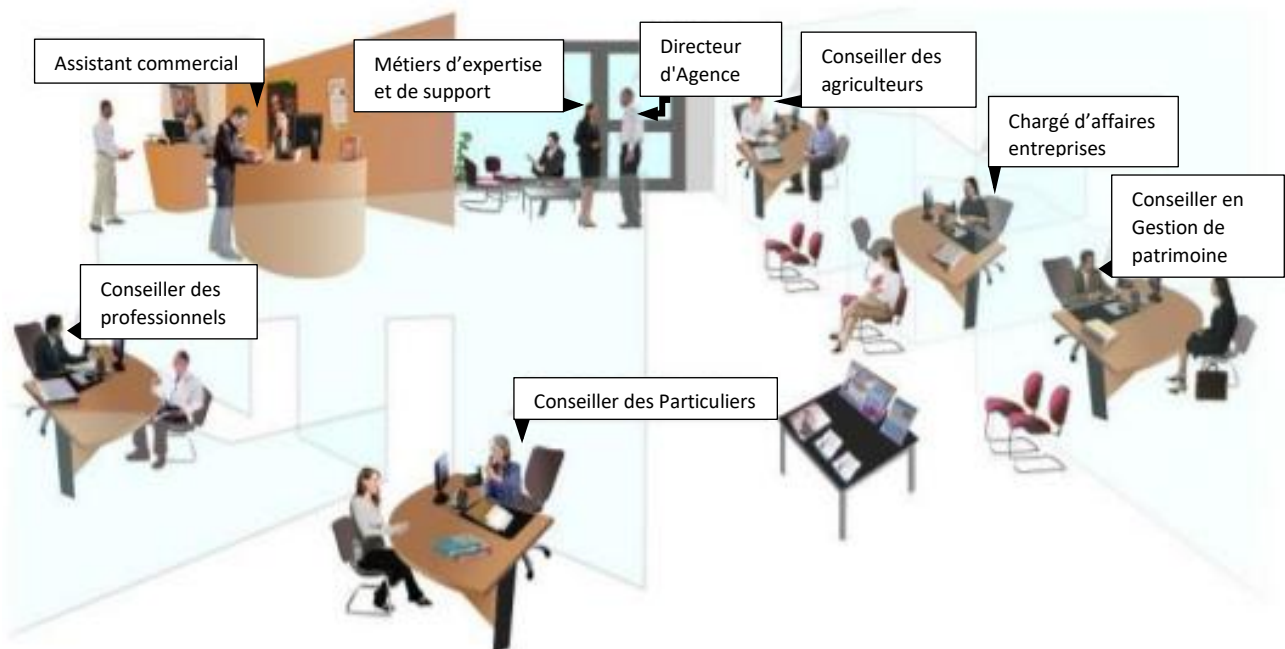 Assistant commercial
Métiers d’expertise
et de support
Directeur
d'Agence
Conseiller des
agriculteurs
Chargé d’affaires
entreprises
Conseiller en
Gestion de
patrimoine
Conseiller des
professionnels
Conseiller des Particuliers